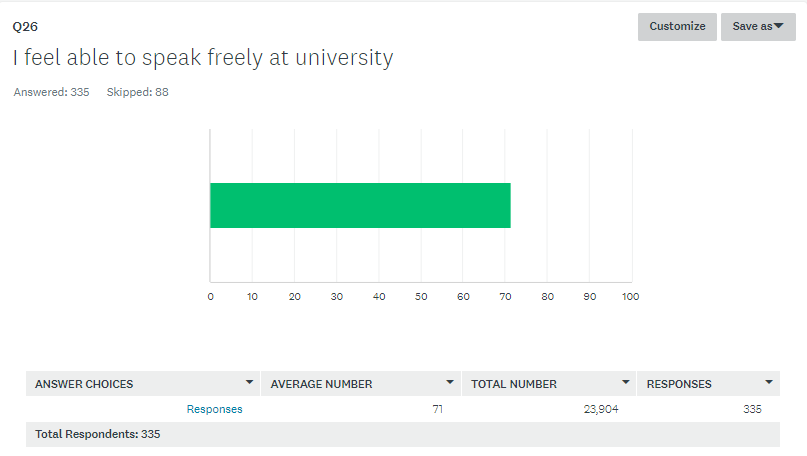 Q26
Customize
Save as
I feel able to speak freely at university
Answered: 335 Skipped: 88
0 10 20 30 40 50 60 70 80 90 100
ANSWER CHOICES AVERAGE NUMBER TOTAL NUMBER RESPONSES
Responses 71 23,904 335
Total Respondents: 335